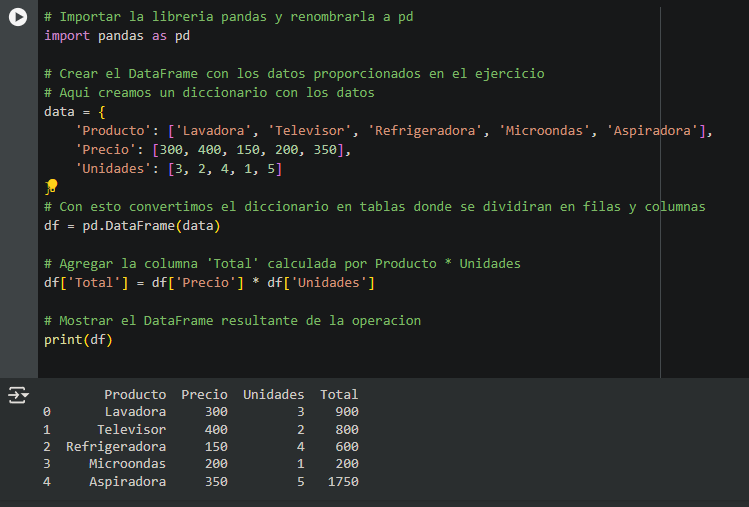 # Importar la libreria pandas y renombrarla a pd
import pandas as pd
# Crear el DataFrame con los datos proporcionados en el ejercicio
# Aqui creamos un diccionario con los datos
data = {
    'Producto': ['Lavadora', 'Televisor', 'Refrigeradora', 'Microondas', 'Aspiradora'],
    'Precio': [300, 400, 150, 200, 350],
    'Unidades': [3, 2, 4, 1, 5]
}
# Con esto convertimos el diccionario en tablas donde se dividiran en filas y columnas
df = pd.DataFrame(data)
# Agregar la columna 'Total' calculada por Producto * Unidades
df['Total'] = df['Precio'] * df['Unidades']
# Mostrar el DataFrame resultante de la operacion
print(df)
        Producto  Precio  Unidades  Total
0       Lavadora     300         3    900
1      Televisor     400         2    800
2  Refrigeradora     150         4    600
3     Microondas     200         1    200
4     Aspiradora     350         5   1750